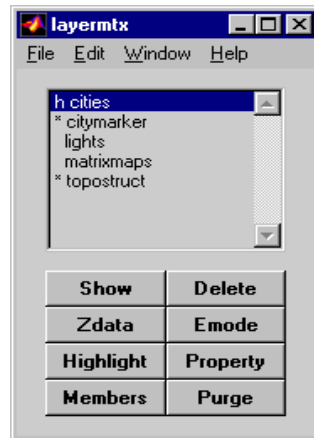 layermtx
File Edit Window Help
h cities
* citymarker
lights
matrixmaps
* topostruct
Show Delete
Zdata Emode
Highlight Property
Members Purge